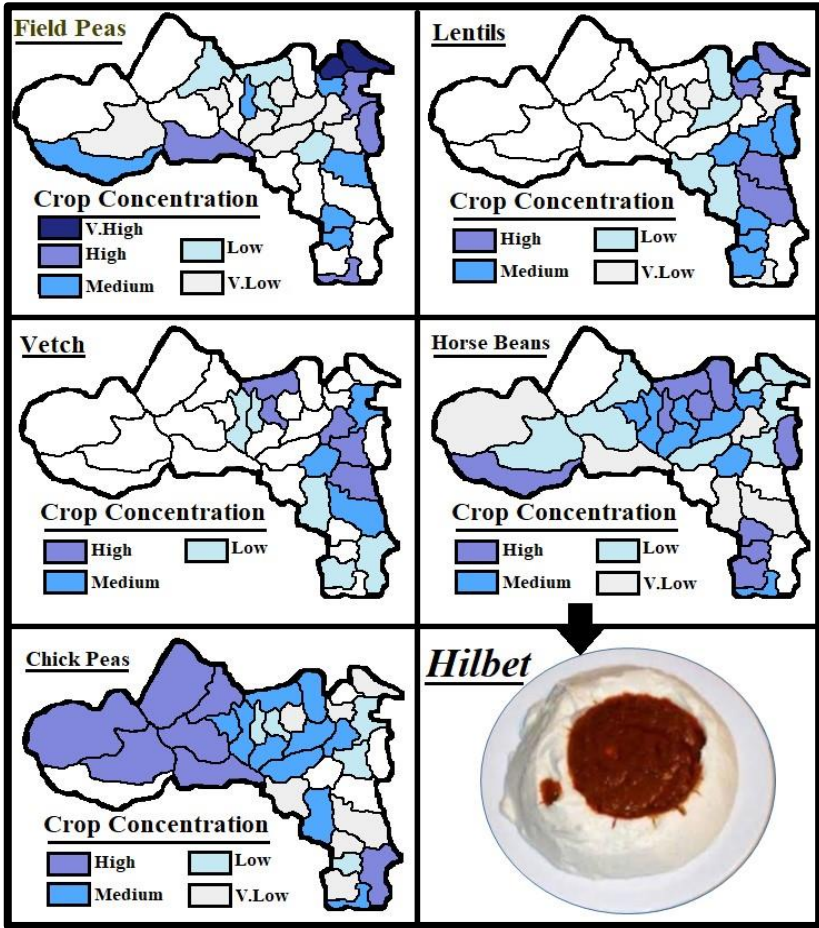 Field Peas
Crop Concentration
V.High
High
Low
Medium
V.Low
Lentils
Crop Concentration
High
Low
Medium
V.Low
Vetch
Crop Concentration
High
Low
Medium
Horse Beans
Crop Concentration
High
Low
Medium
V.Low
Chick Peas
Crop Concentration
High
Low
Medium
V.Low
Hilbet